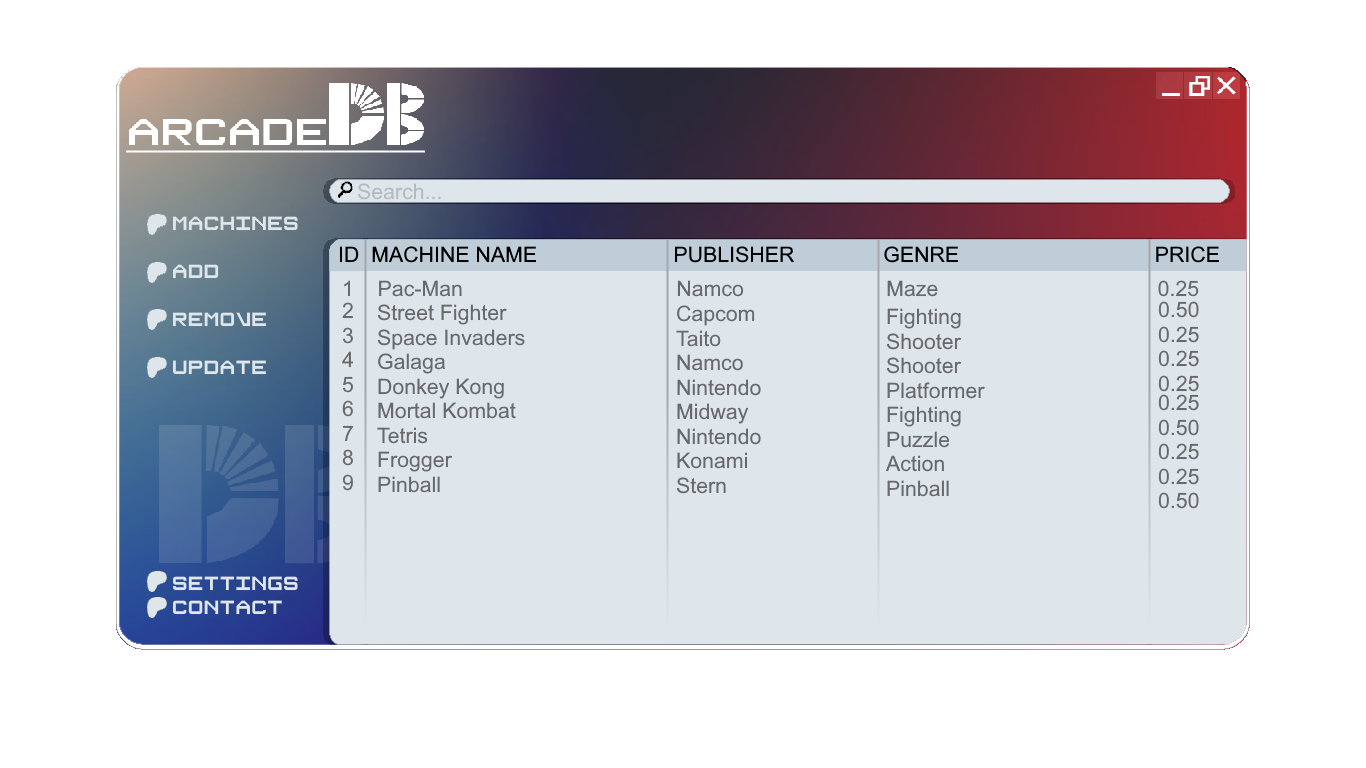 ARCADEDB
Search...
MACHINES
ADD
REMOVE
UPDATE
DB
SETTINGS
CONTACT
ID MACHINE NAME PUBLISHER GENRE PRICE
1 Pac-Man Namco Maze 0.25
2 Street Fighter Capcom Fighting 0.50
3 Space Invaders Taito Shooter 0.25
4 Galaga Namco Shooter 0.25
5 Donkey Kong Nintendo Platformer 0.25
6 Mortal Kombat Midway Fighting 0.25
7 Tetris Nintendo Puzzle 0.50
8 Frogger Konami Action 0.25
9 Pinball Stern Pinball 0.25
0.50